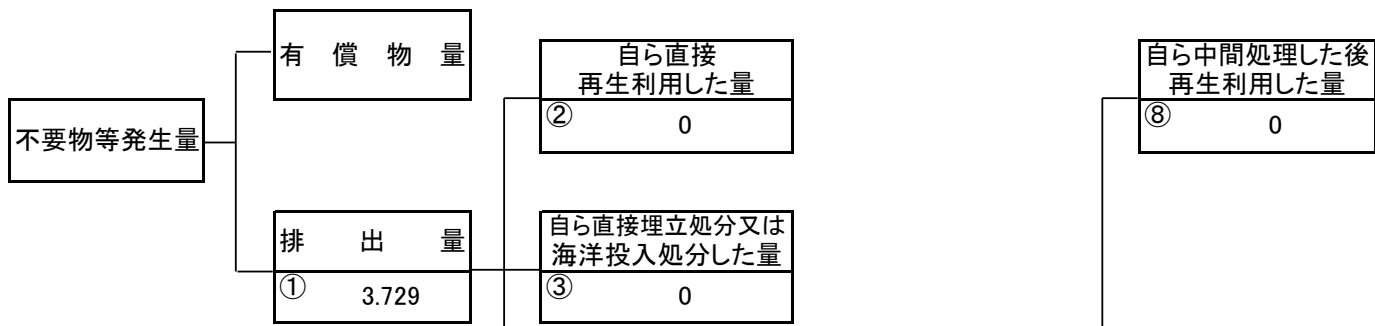 有償物量
自ら直接
再生利用した量
② 0
自ら中間処理した後
再生利用した量
⑧ 0
不要物等発生量
排出量
① 3.729
自ら直接埋立処分又は
海洋投入処分した量
③ 0